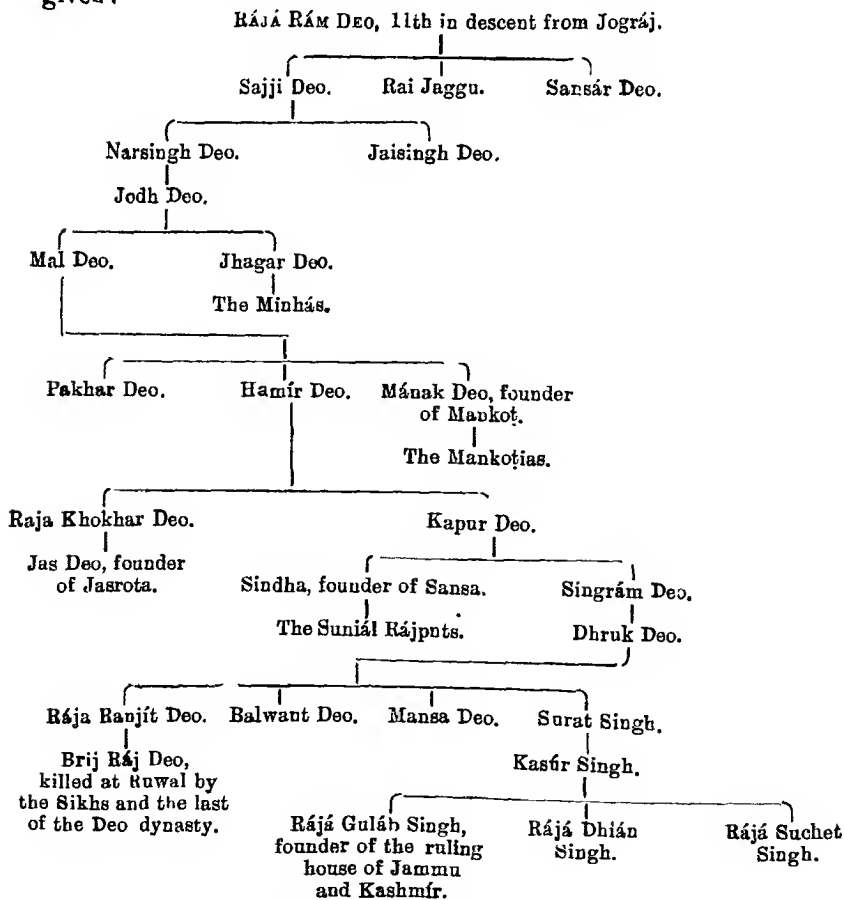 RÁJÁ RÁM DEO, 11th in descent from Jográj.
Sajji Deo. Rai Jaggu. Sansár Deo.
Narsingh Deo. Jaisingh Deo.
Jodh Deo.
Mal Deo. Jhagar Deo.
The Minhás.
Pakhar Deo. Hamír Deo. Mának Deo, founder
of Mankoṭ.
The Mankoṭias.
Raja Khokhar Deo. Kapur Deo.
Jas Deo, founder
of Jasrota.
Sindha, founder of Sansa. Singrám Deo.
The Suniál Rájputs. Dhruk Deo.
Rája Ranjít Deo. Balwant Deo. Mansa Deo. Surat Singh.
Brij Ráj Deo,
killed at Ruwal by
the Sikhs and the last
of the Deo dynasty.
Kasúr Singh.
Rájá Guláb Singh,
founder of the ruling
house of Jammu
and Kashmír.
Rájá Dhián
Singh.
Rájá Suchet
Singh.